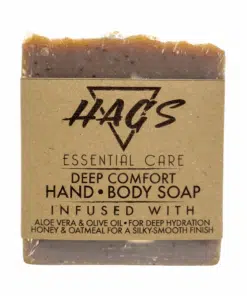 HAGS
ESSENTIAL CARE
DEEP COMFORT
HAND • BODY SOAP
INFUSED WITH
ALOE VERA & OLIVE OIL • FOR DEEP HYDRATION
HONEY & OATMEAL FOR A SILKY-SMOOTH FINISH